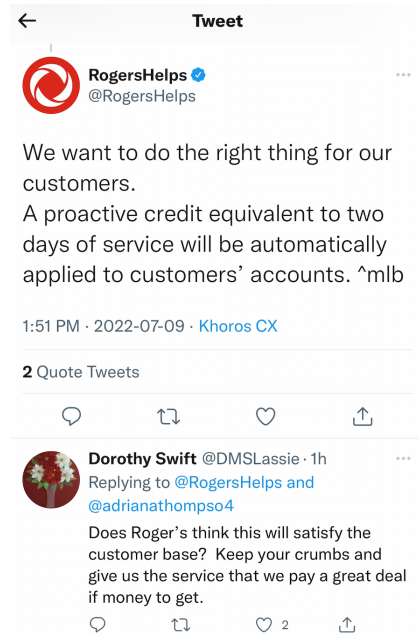 Tweet
RogersHelps
@RogersHelps
We want to do the right thing for our
customers.
A proactive credit equivalent to two
days of service will be automatically
applied to customers’ accounts. ^mlb
1:51 PM · 2022-07-09 · Khoros CX
2 Quote Tweets
Dorothy Swift @DMSLassie · 1h
Replying to @RogersHelps and
@adrianathompso4
Does Roger’s think this will satisfy the
customer base?  Keep your crumbs and
give us the service that we pay a great deal
if money to get.
2